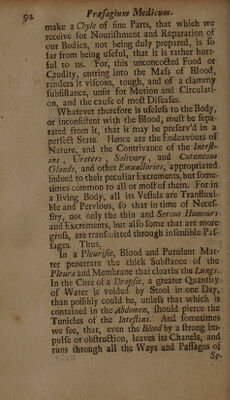 92 Præsagium Medicum.
make a Chyle of fine Parts, that which we
receive for Nourishment and Reparation of
our Bodies, not being duly prepared, is so
far from being useful, that it is rather hurt-
ful to us. For, this unconcocted Food or
Crudity, entring into the Mass of Blood,
renders it viscous, tough, and of a clammy
substance, unfit for Motion and Circulati-
on, and the cause of most Diseases.
Whatever therefore is useless to the Body,
or inconsistent with the Blood, must be sepa-
rated from it, that it may be preserv'd in a
perfect State. Hence are the Endeavours of
Nature, and the Contrivance of the Intest-
ins, Ureters, Salivary, and Cutaneous
Glands, and other Emunctories, appropriated
indeed to their peculiar Excrements, but some-
times common to all or most of them. For in
a living Body, all its Vessels are Transfluxi-
ble and Pervious, so that in time of Neces-
sity, not only the thin and Serous Humours
and Excrements, but also some that are more
gross, are transmitted through insensible Pas-
sages. Thus,
In a Pleurisie, Blood and Purulent Mat-
ter penetrate the thick Substance of the
Pleura and Membrane that cloaths the Lungs.
In the Cure of a Dropsie, a greater Quantity
of Water is voided by Stool in one Day,
than possibly could be, unless that which is
contained in the Abdomen, should pierce the
Tunicles of the Intestins. And sometimes
we see, that, even the Blood by a strong im-
pulse or obstruction, leaves its Chanels, and
runs through all the Ways and Passages of
Se-